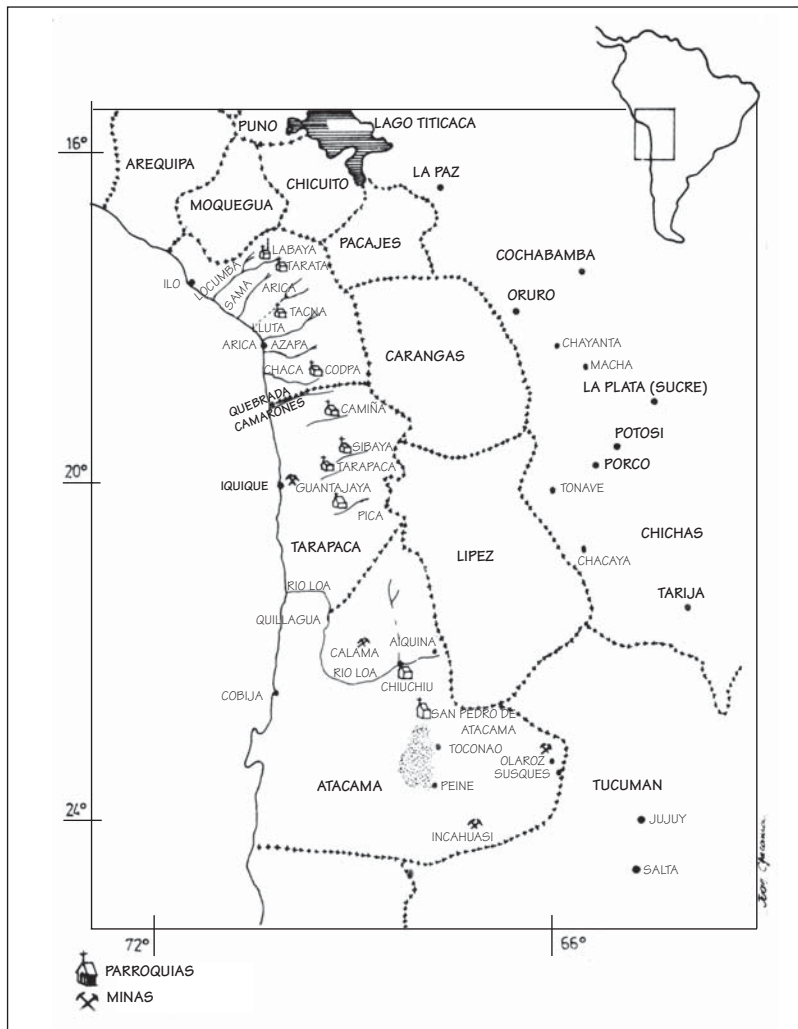 PUNO
LAGO TITICACA
16°
AREQUIPA
LA PAZ
CHICUITO
MOQUEGUA
PACAJES
LABAYA
COCHABAMBA
TARATA
LOCUMBA
ILO
SAMA
ARICA
ORURO
TACNA
LLUTA
ARICA
AZAPA
CHAYANTA
CARANGAS
MACHA
CHACA
CODPA
LA PLATA (SUCRE)
QUEBRADA
CAMARONES
CAMIÑA
POTOSI
SIBAYA
TARAPACA
PORCO
20°
IQUIQUE
GUANTAJAYA
TONAVE
PICA
CHICHAS
TARAPACA
LIPEZ
CHACAYA
RIO LOA
TARIJA
QUILLAGUA
AIQUINA
CALAMA
RIO LOA
CHIUCHIU
COBIJA
SAN PEDRO DE
ATACAMA
TOCONAO
OLAROZ
SUSQUES
ATACAMA
PEINE
TUCUMAN
24°
INCAHUASI
JUJUY
SALTA
72°
66°
PARROQUIAS
MINAS